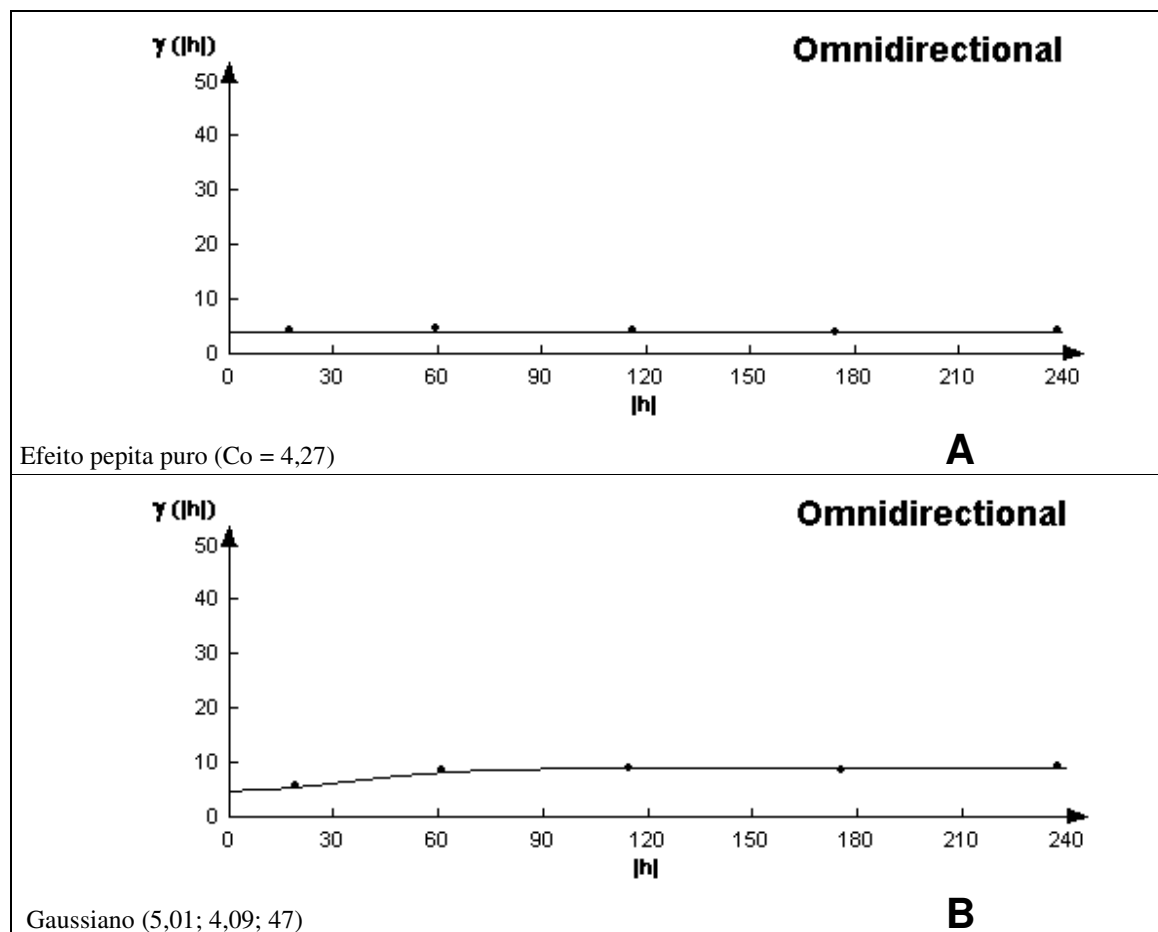 γ (|h|)
Omnidirectional
50
40
30
20
10
0
0 30 60 90 120 150 180 210 240
|h|
Efeito pepita puro (Co = 4,27)
A
γ (|h|)
Omnidirectional
50
40
30
20
10
0
0 30 60 90 120 150 180 210 240
|h|
Gaussiano (5,01; 4,09; 47)
B